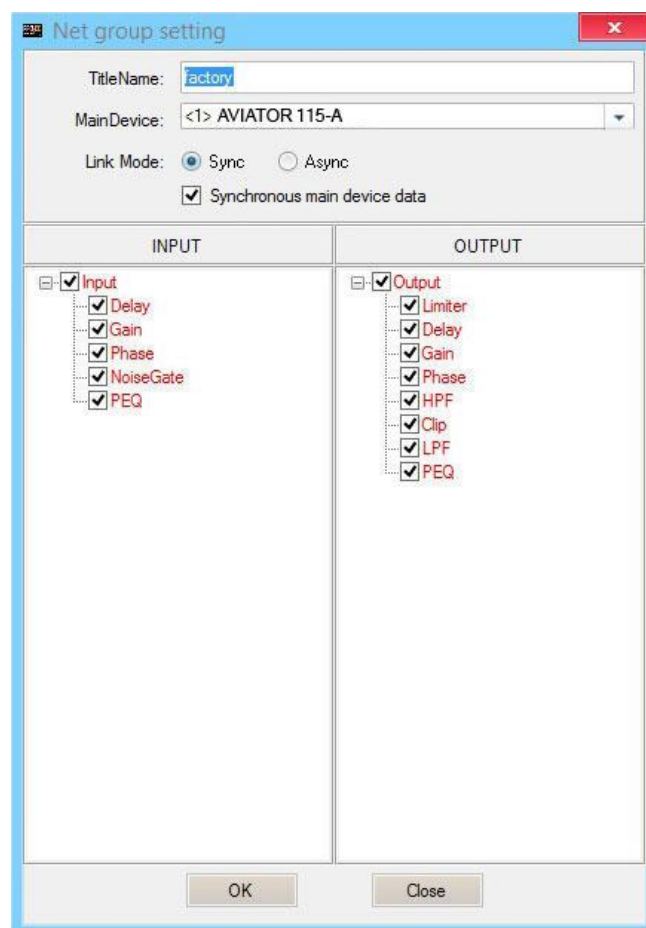 Net group setting
TitleName: factory
MainDevice: <1> AVIATOR 115-A
Link Mode: Sync Async
Synchronous main device data
INPUT OUTPUT
Input
Delay
Gain
Phase
NoiseGate
PEQ
Output
Limiter
Delay
Gain
Phase
HPF
Clip
LPF
PEQ
OK Close